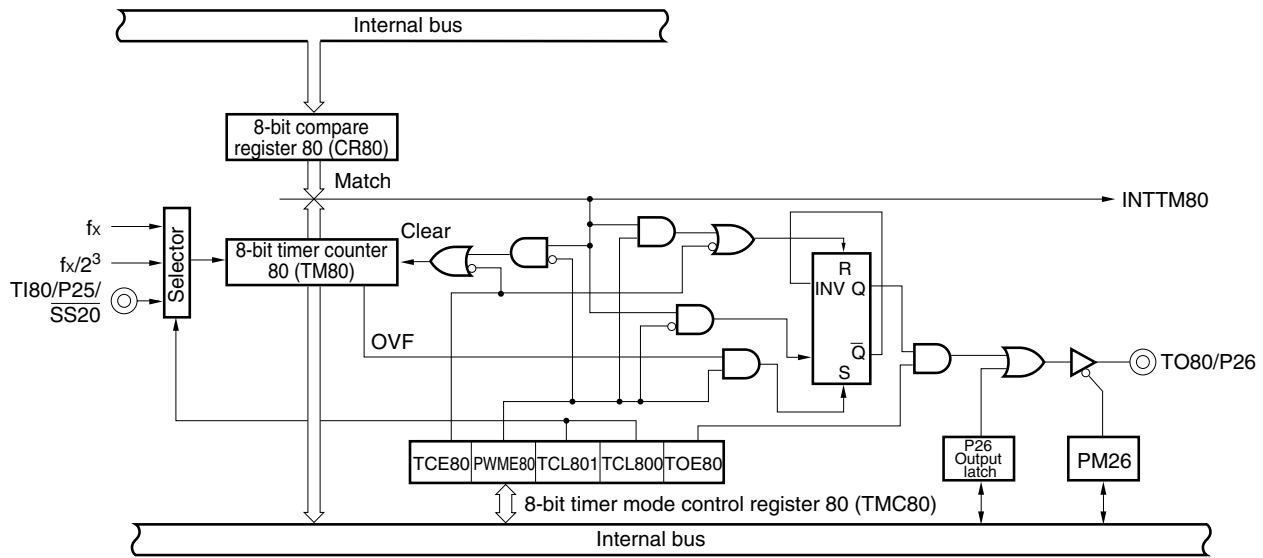 Internal bus
8-bit compare
register 80 (CR80)
Match
INTTM80
fX
fX/2³
TI80/P25/
SS20
Selector
8-bit timer counter
80 (TM80)
Clear
OVF
R
INV Q
Q
S
TO80/P26
TCE80 PWME80 TCL801 TCL800 TOE80
P26
Output
latch
PM26
8-bit timer mode control register 80 (TMC80)
Internal bus